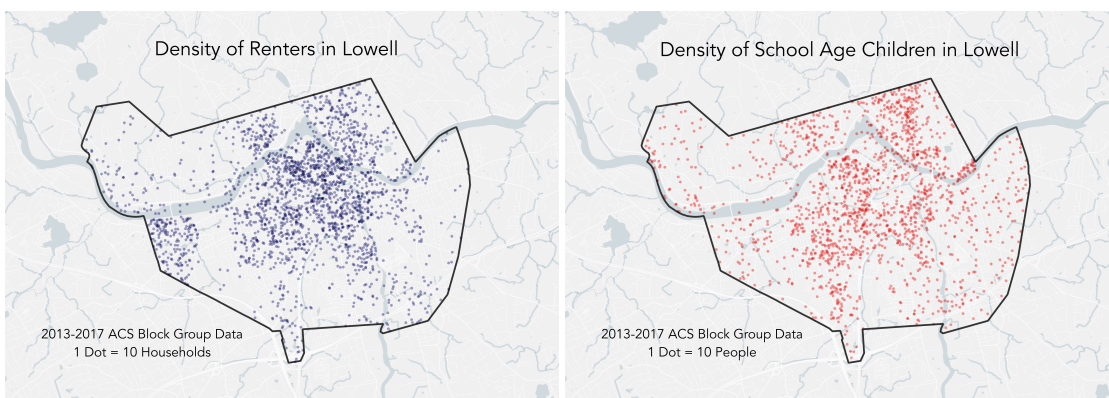 Density of Renters in Lowell
2013-2017 ACS Block Group Data
1 Dot = 10 Households
Density of School Age Children in Lowell
2013-2017 ACS Block Group Data
1 Dot = 10 People